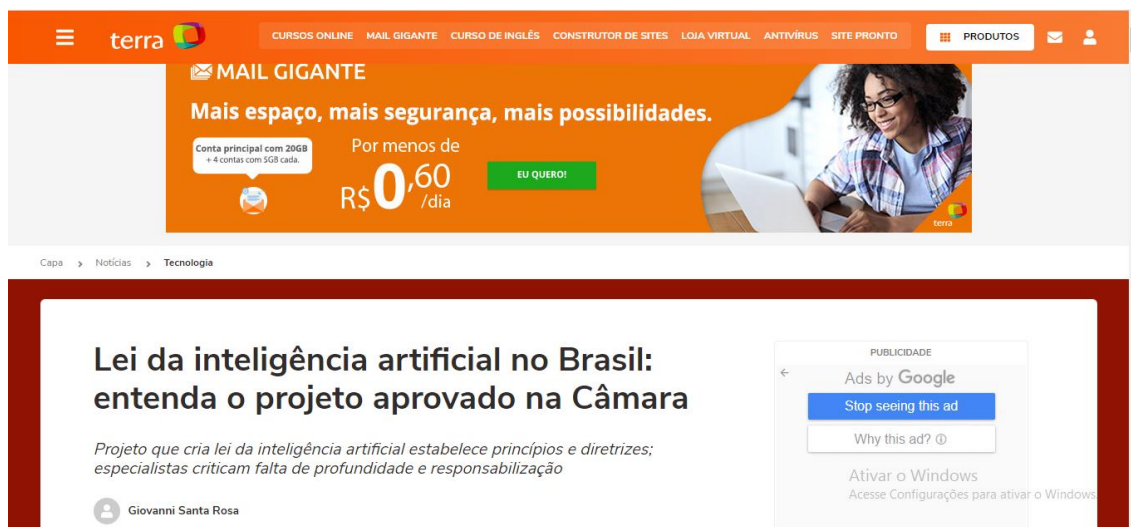 terra
CURSOS ONLINE MAIL GIGANTE CURSO DE INGLÊS CONSTRUTOR DE SITES LOJA VIRTUAL ANTIVÍRUS SITE PRONTO
PRODUTOS
MAIL GIGANTE
Mais espaço, mais segurança, mais possibilidades.
Conta principal com 20GB
+ 4 contas com 5GB cada.
Por menos de
R$0,60
/dia
EU QUERO!
terra
Capa > Notícias > Tecnologia
Lei da inteligência artificial no Brasil:
entenda o projeto aprovado na Câmara
Projeto que cria lei da inteligência artificial estabelece princípios e diretrizes;
especialistas criticam falta de profundidade e responsabilização
Giovanni Santa Rosa
PUBLICIDADE
Ads by Google
Stop seeing this ad
Why this ad?
Ativar o Windows
Acesse Configurações para ativar o Windows.